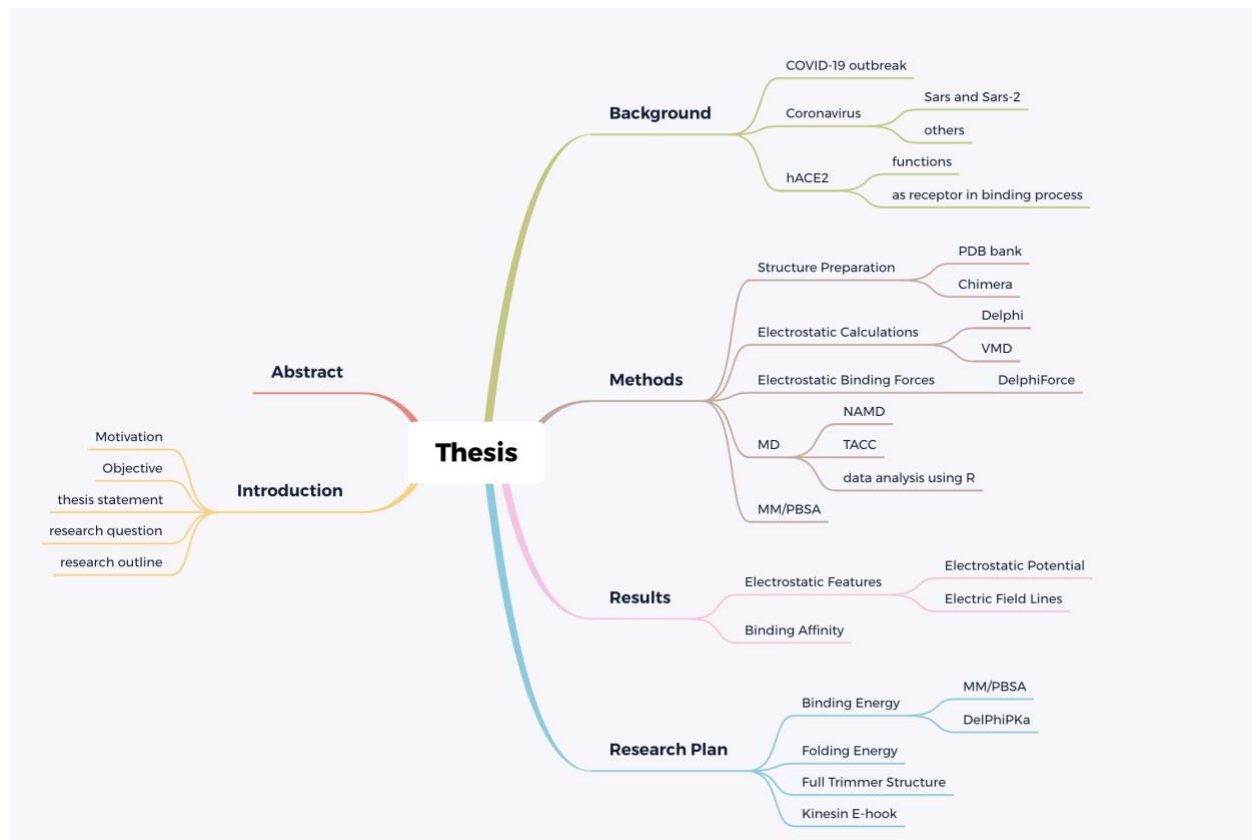 Thesis
Abstract
Introduction
Motivation
Objective
thesis statement
research question
research outline
Background
COVID-19 outbreak
Coronavirus
Sars and Sars-2
others
hACE2
functions
as receptor in binding process
Methods
Structure Preparation
PDB bank
Chimera
Electrostatic Calculations
Delphi
VMD
Electrostatic Binding Forces
DelphiForce
MD
NAMD
TACC
data analysis using R
MM/PBSA
Results
Electrostatic Features
Electrostatic Potential
Electric Field Lines
Binding Affinity
Research Plan
Binding Energy
MM/PBSA
DelPhiPKa
Folding Energy
Full Trimmer Structure
Kinesin E-hook